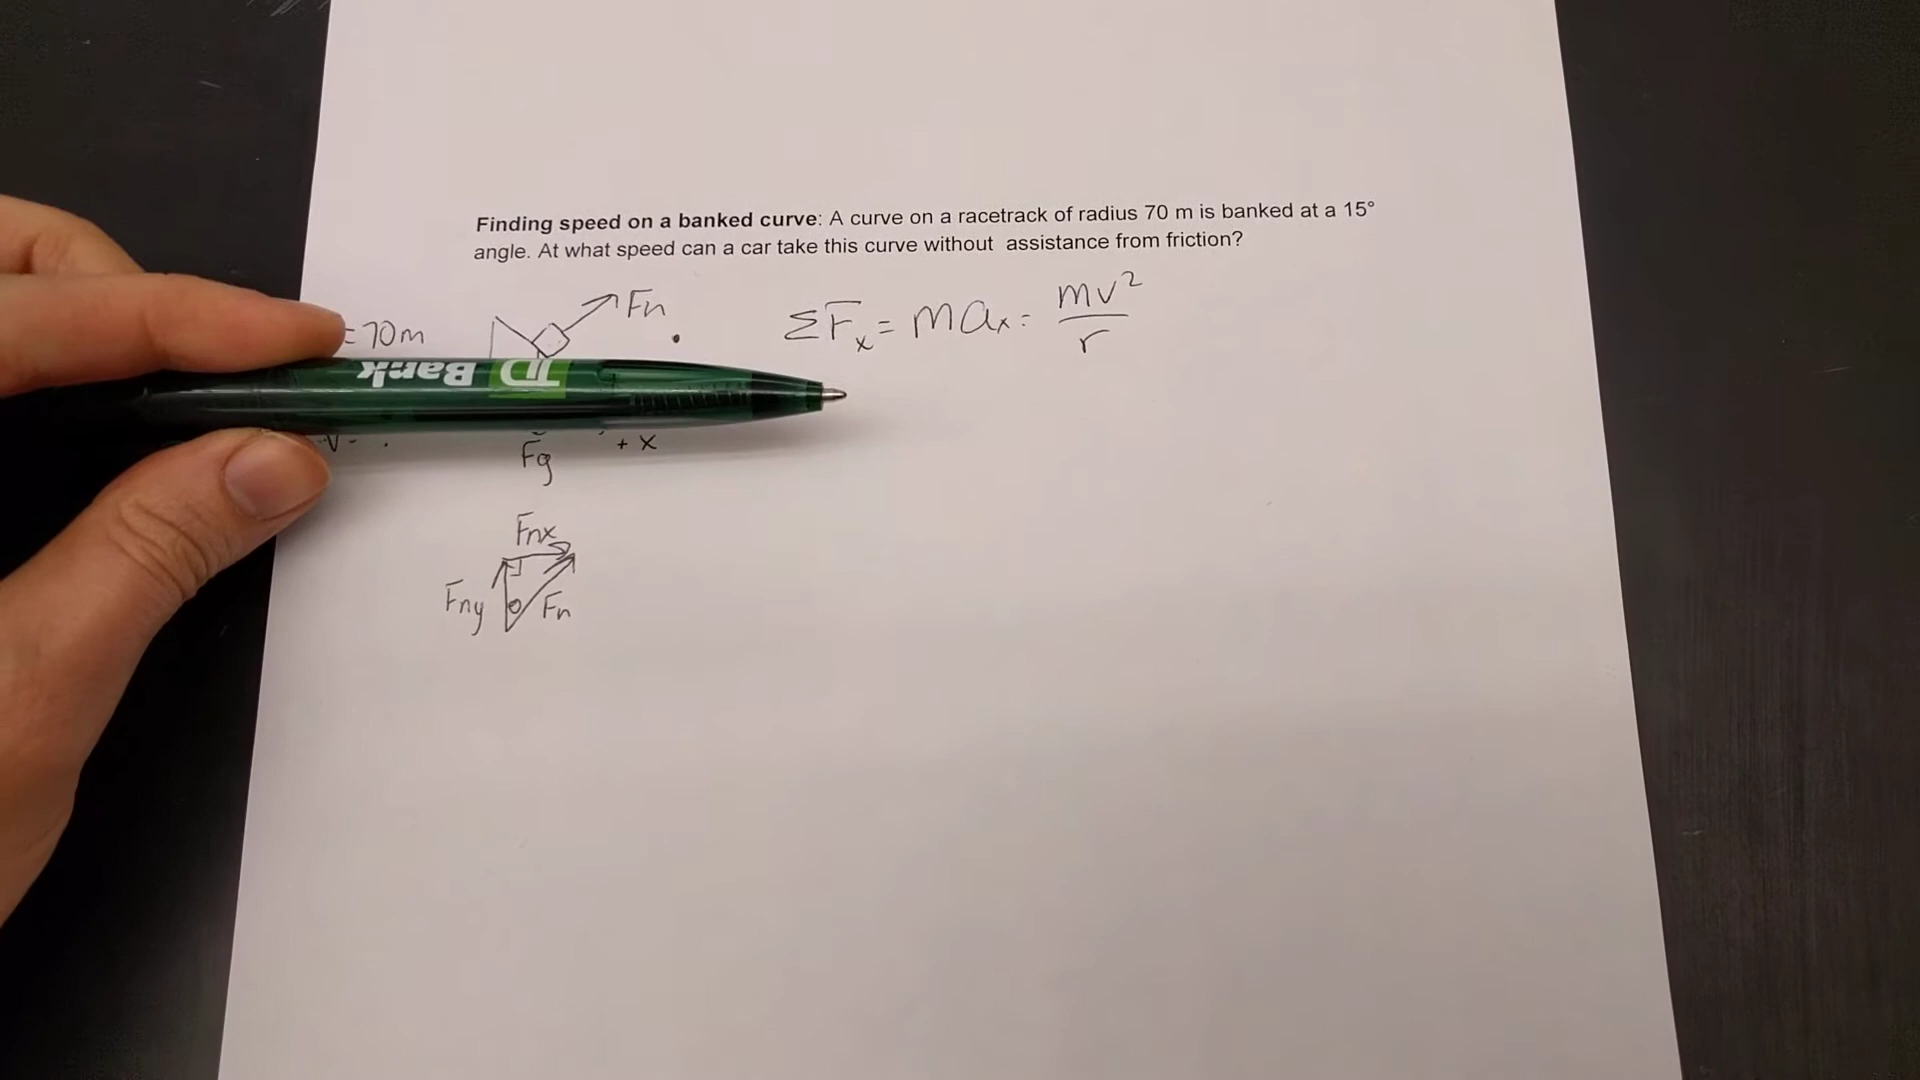 Finding speed on a banked curve: A curve on a racetrack of radius 70 m is banked at a 15°
angle. At what speed can a car take this curve without assistance from friction?
= 70m
Fn
ΣFx = max = mv²/r
TD Bank
+ x
Fg
Fnx
Fny
θ
Fn